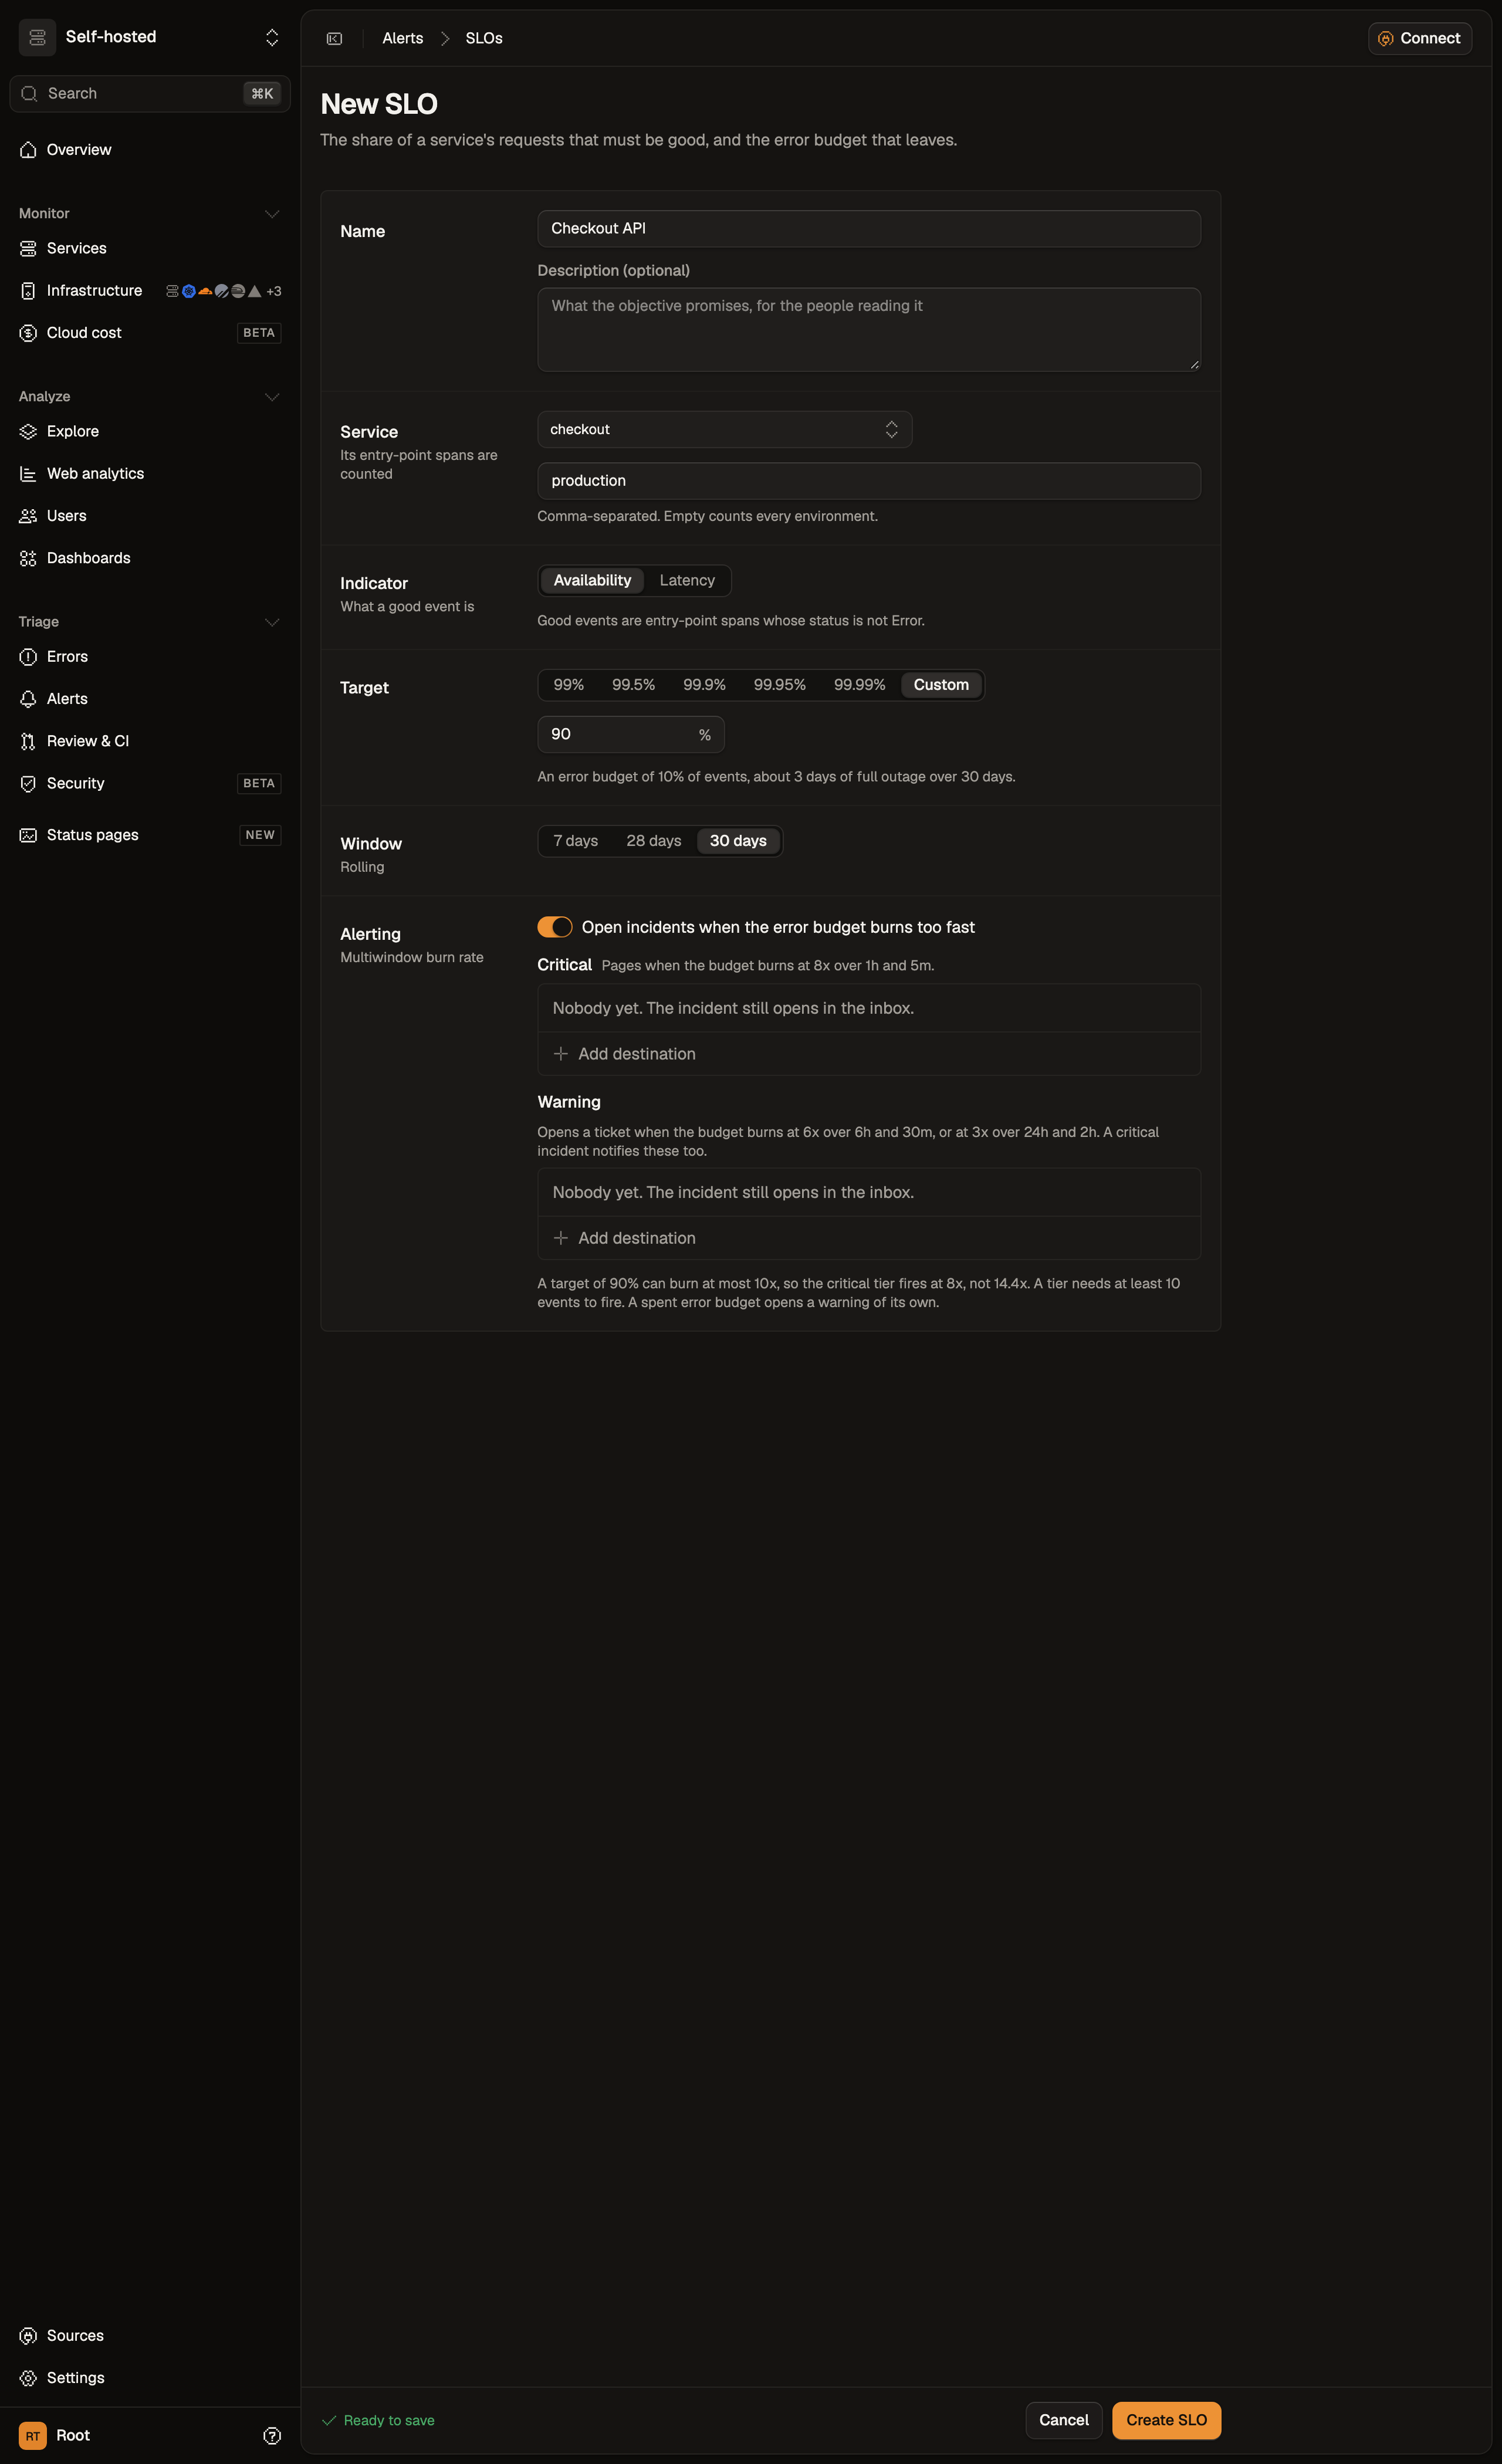 Self-hosted
Search
⌘K
Overview
Monitor
Services
Infrastructure
+3
Cloud cost
BETA
Analyze
Explore
Web analytics
Users
Dashboards
Triage
Errors
Alerts
Review & CI
Security
BETA
Status pages
NEW
Sources
Settings
RT
Root
Alerts
SLOs
Connect
New SLO
The share of a service's requests that must be good, and the error budget that leaves.
Name
Checkout API
Description (optional)
What the objective promises, for the people reading it
Service
Its entry-point spans are
counted
checkout
production
Comma-separated. Empty counts every environment.
Indicator
What a good event is
Availability
Latency
Good events are entry-point spans whose status is not Error.
Target
99%
99.5%
99.9%
99.95%
99.99%
Custom
90
%
An error budget of 10% of events, about 3 days of full outage over 30 days.
Window
Rolling
7 days
28 days
30 days
Alerting
Multiwindow burn rate
Open incidents when the error budget burns too fast
Critical
Pages when the budget burns at 8x over 1h and 5m.
Nobody yet. The incident still opens in the inbox.
Add destination
Warning
Opens a ticket when the budget burns at 6x over 6h and 30m, or at 3x over 24h and 2h. A critical
incident notifies these too.
Nobody yet. The incident still opens in the inbox.
Add destination
A target of 90% can burn at most 10x, so the critical tier fires at 8x, not 14.4x. A tier needs at least 10
events to fire. A spent error budget opens a warning of its own.
Ready to save
Cancel
Create SLO